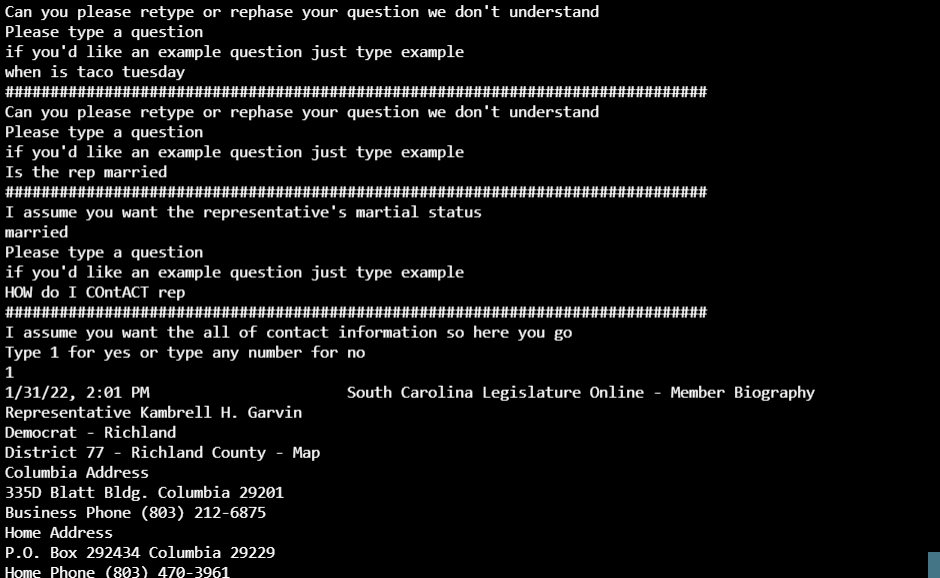 Can you please retype or rephase your question we don't understand
Please type a question
if you'd like an example question just type example
when is taco tuesday
##############################################################################
Can you please retype or rephase your question we don't understand
Please type a question
if you'd like an example question just type example
Is the rep married
##############################################################################
I assume you want the representative's martial status
married
Please type a question
if you'd like an example question just type example
HOW do I COntACT rep
##############################################################################
I assume you want the all of contact information so here you go
Type 1 for yes or type any number for no
1
1/31/22, 2:01 PM                      South Carolina Legislature Online - Member Biography
Representative Kambrell H. Garvin
Democrat - Richland
District 77 - Richland County - Map
Columbia Address
335D Blatt Bldg. Columbia 29201
Business Phone (803) 212-6875
Home Address
P.O. Box 292434 Columbia 29229
Home Phone (803) 470-3961